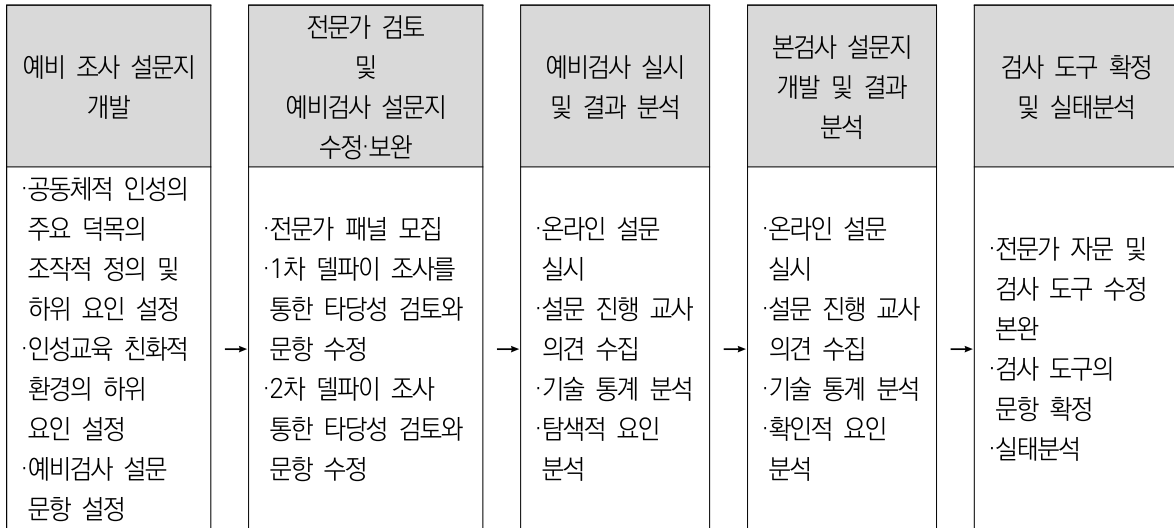 예비 조사 설문지
개발
·공동체적 인성의
주요 덕목의
조작적 정의 및
하위 요인 설정
·인성교육 친화적
환경의 하위
요인 설정
·예비검사 설문
문항 설정
→
전문가 검토
및
예비검사 설문지
수정·보완
·전문가 패널 모집
·1차 델파이 조사를
통한 타당성 검토와
문항 수정
·2차 델파이 조사
통한 타당성 검토와
문항 수정
→
예비검사 실시
및 결과 분석
·온라인 설문
실시
·설문 진행 교사
의견 수집
·기술 통계 분석
·탐색적 요인
분석
→
본검사 설문지
개발 및 결과
분석
·온라인 설문
실시
·설문 진행 교사
의견 수집
·기술 통계 분석
·확인적 요인
분석
→
검사 도구 확정
및 실태분석
·전문가 자문 및
검사 도구 수정
본완
·검사 도구의
문항 확정
·실태분석